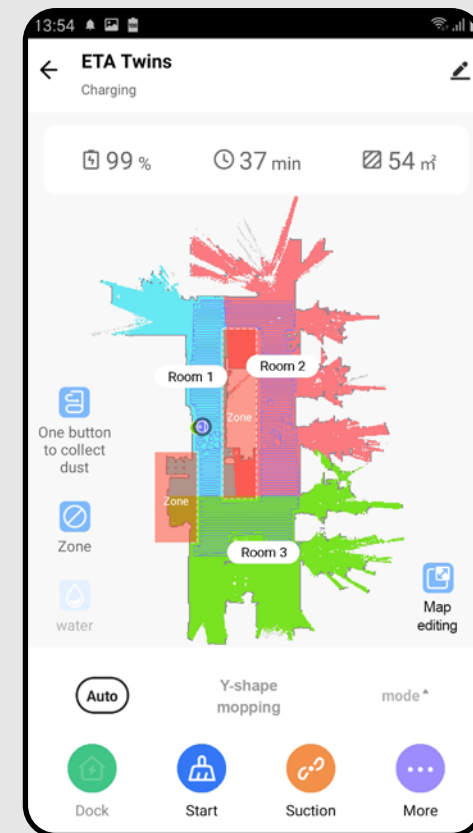 13:54
ETA Twins
Charging
99 %
37 min
54 ㎡
Room 1
Room 2
Zone
One button
to collect
dust
Zone
Zone
Room 3
water
Map
editing
Auto
Y-shape
mopping
mode
Dock
Start
Suction
More